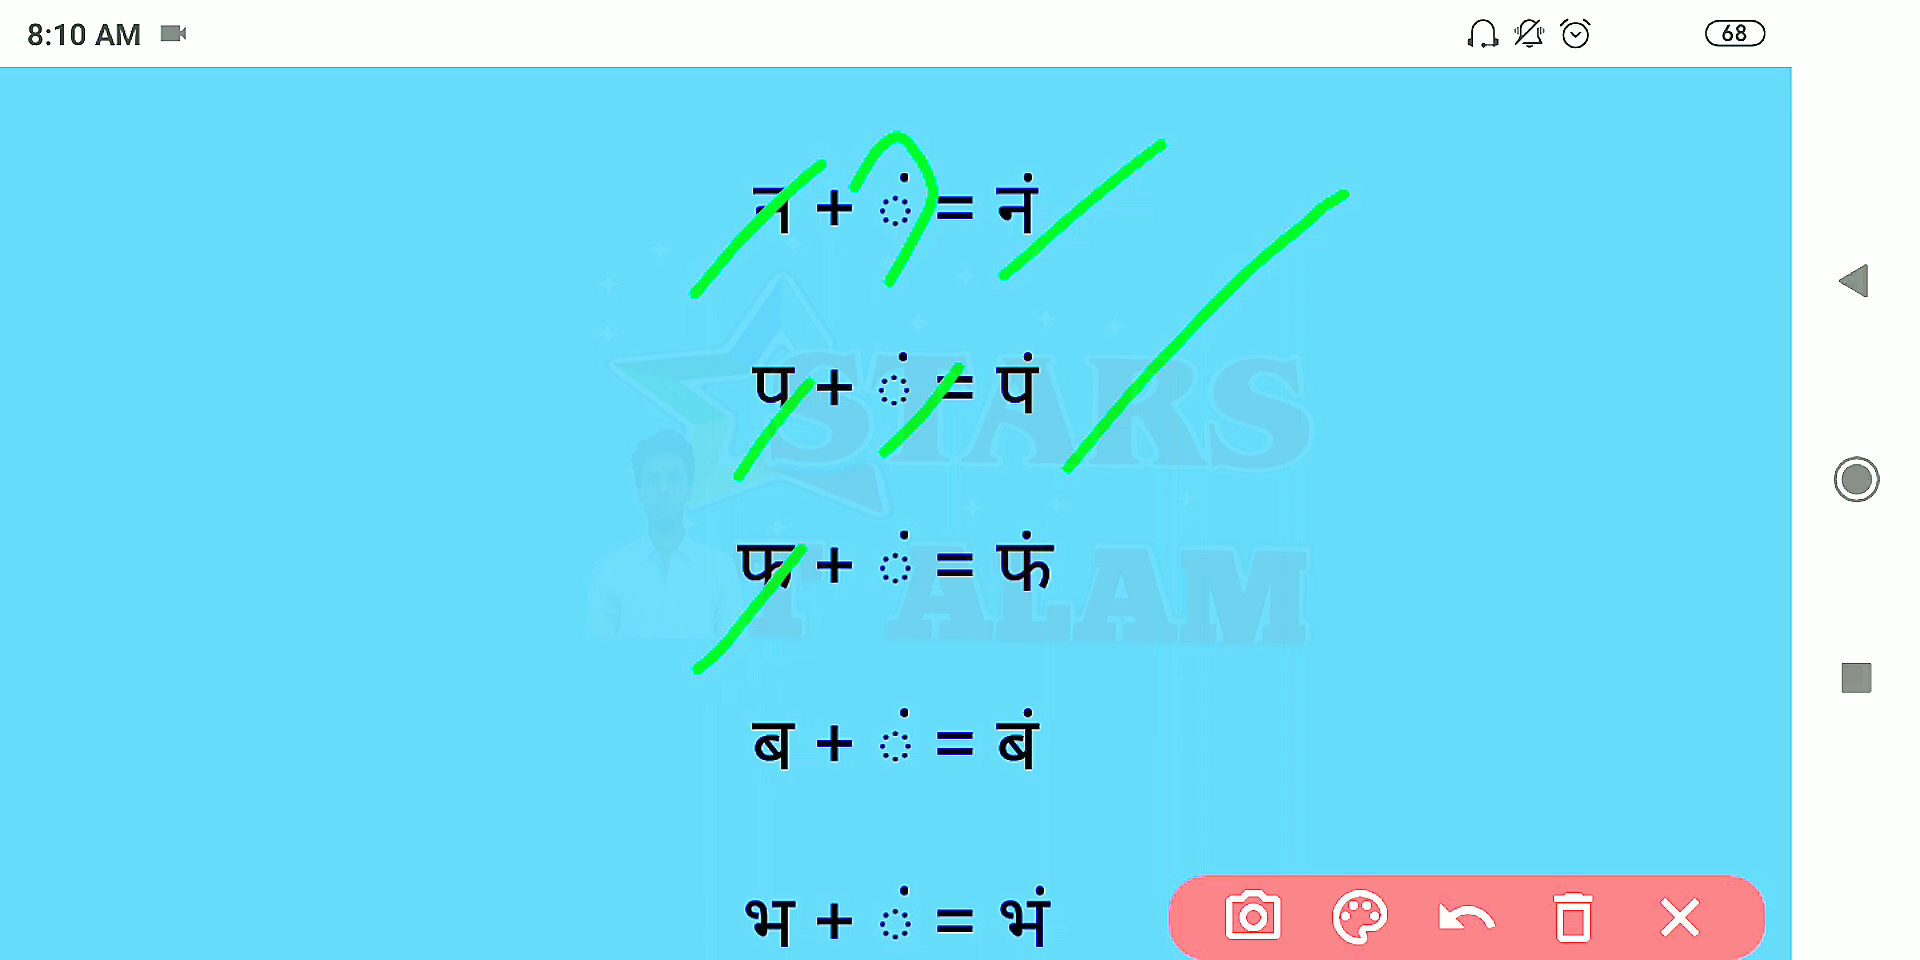 8:10 AM
68
न + ं = नं
प + ं = पं
STARS
फ + ं = फं
T ALAM
ब + ं = बं
भ + ं = भं